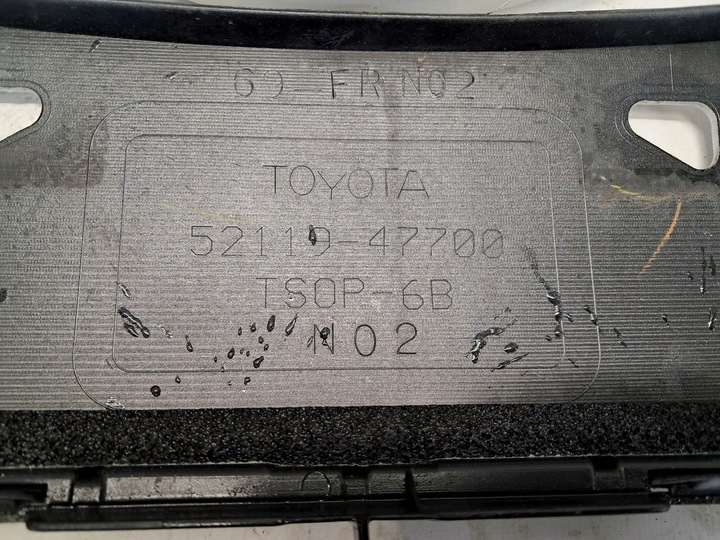 69 FR N02
TOYOTA
52119-47700
TSOP-6B
N02